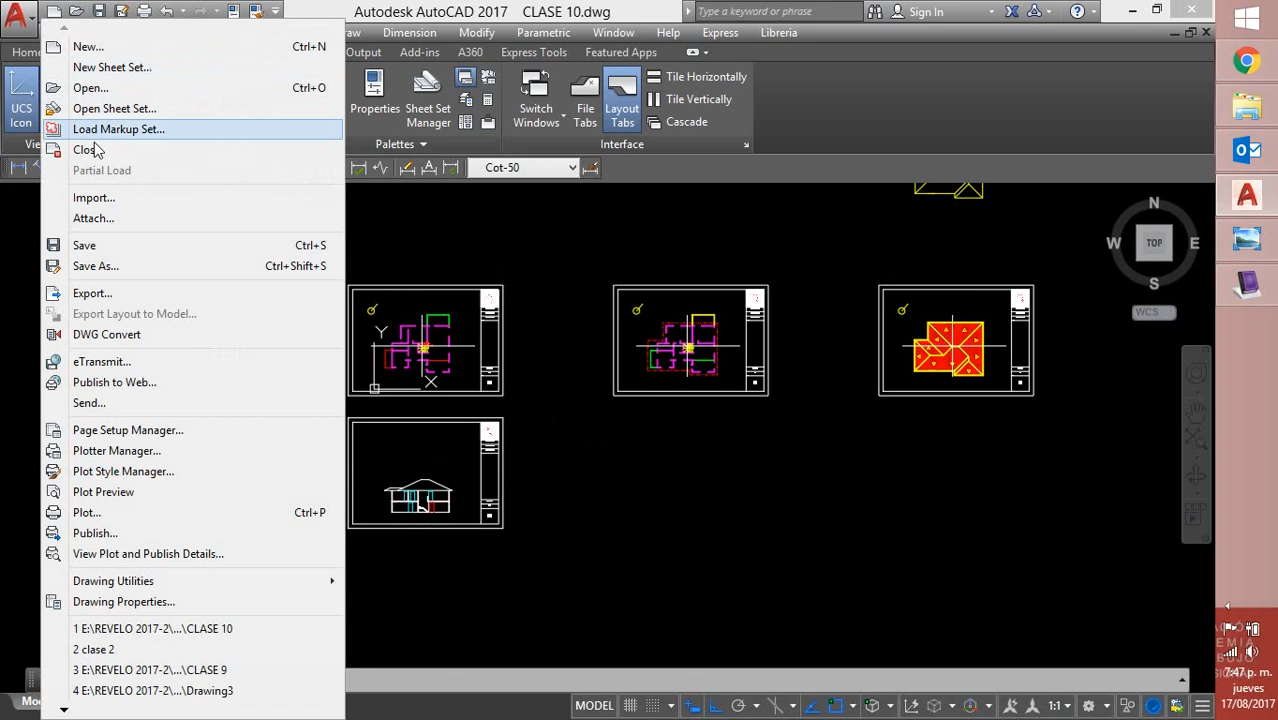 Autodesk AutoCAD 2017 CLASE 10.dwg
Type a keyword or phrase
Sign In
Dimension Modify Parametric Window Help Express Libreria
Output Add-ins A360 Express Tools Featured Apps
UCS
Icon
Properties
Sheet Set
Manager
Palettes
Switch
Windows
File
Tabs
Layout
Tabs
Tile Horizontally
Tile Vertically
Cascade
Interface
Cot-50
New... Ctrl+N
New Sheet Set...
Open... Ctrl+O
Open Sheet Set...
Load Markup Set...
Clos
Partial Load
Import...
Attach...
Save Ctrl+S
Save As... Ctrl+Shift+S
Export...
Export Layout to Model...
DWG Convert
eTransmit...
Publish to Web...
Send...
Page Setup Manager...
Plotter Manager...
Plot Style Manager...
Plot Preview
Plot... Ctrl+P
Publish...
View Plot and Publish Details...
Drawing Utilities
Drawing Properties...
1 E:\REVELO 2017-2\...\CLASE 10
2 clase 2
3 E:\REVELO 2017-2\...\CLASE 9
4 E:\REVELO 2017-2\...\Drawing3
Y
X
N
W TOP E
S
WCS
MODEL
1:1
7:47 p. m.
jueves
17/08/2017